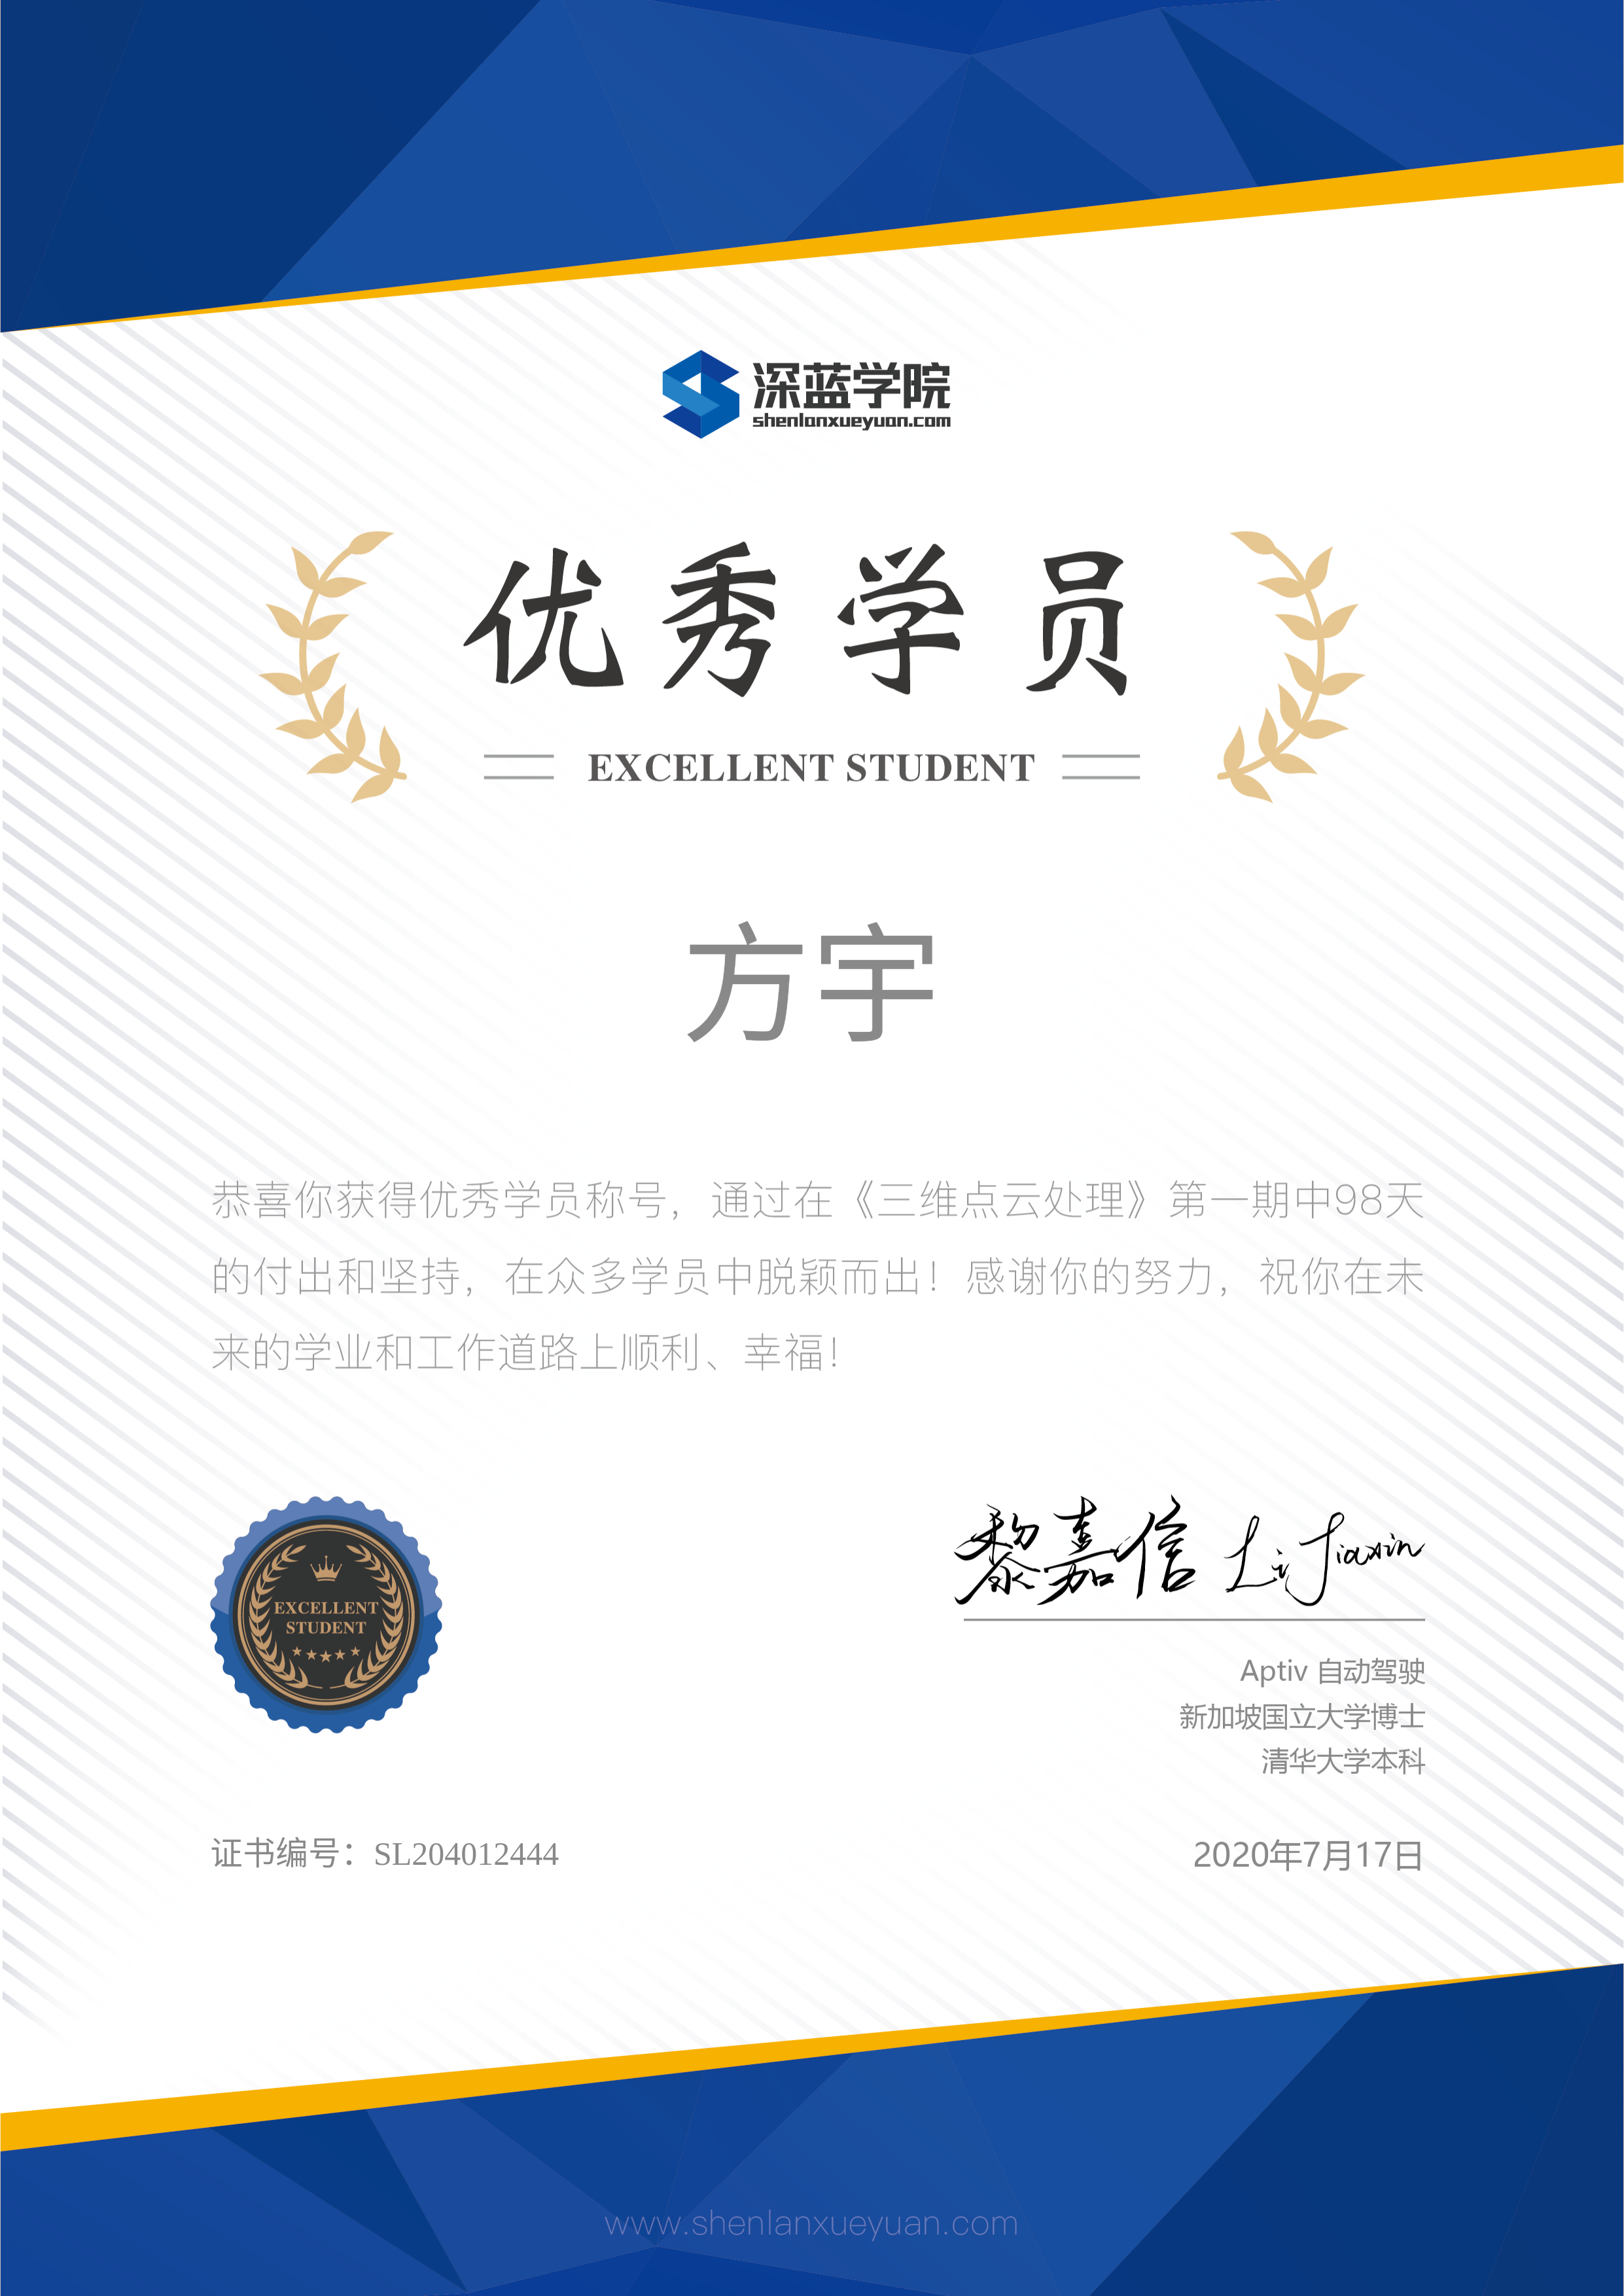 深蓝学院
shenlanxueyuan.com
优秀学员
EXCELLENT STUDENT
方宇
恭喜你获得优秀学员称号，通过在《三维点云处理》第一期中98天
的付出和坚持，在众多学员中脱颖而出！感谢你的努力，祝你在未
来的学业和工作道路上顺利、幸福！
EXCELLENT
STUDENT
黎嘉信 Li Jiaxin
Aptiv 自动驾驶
新加坡国立大学博士
清华大学本科
证书编号：SL204012444
2020年7月17日
www.shenlanxueyuan.com